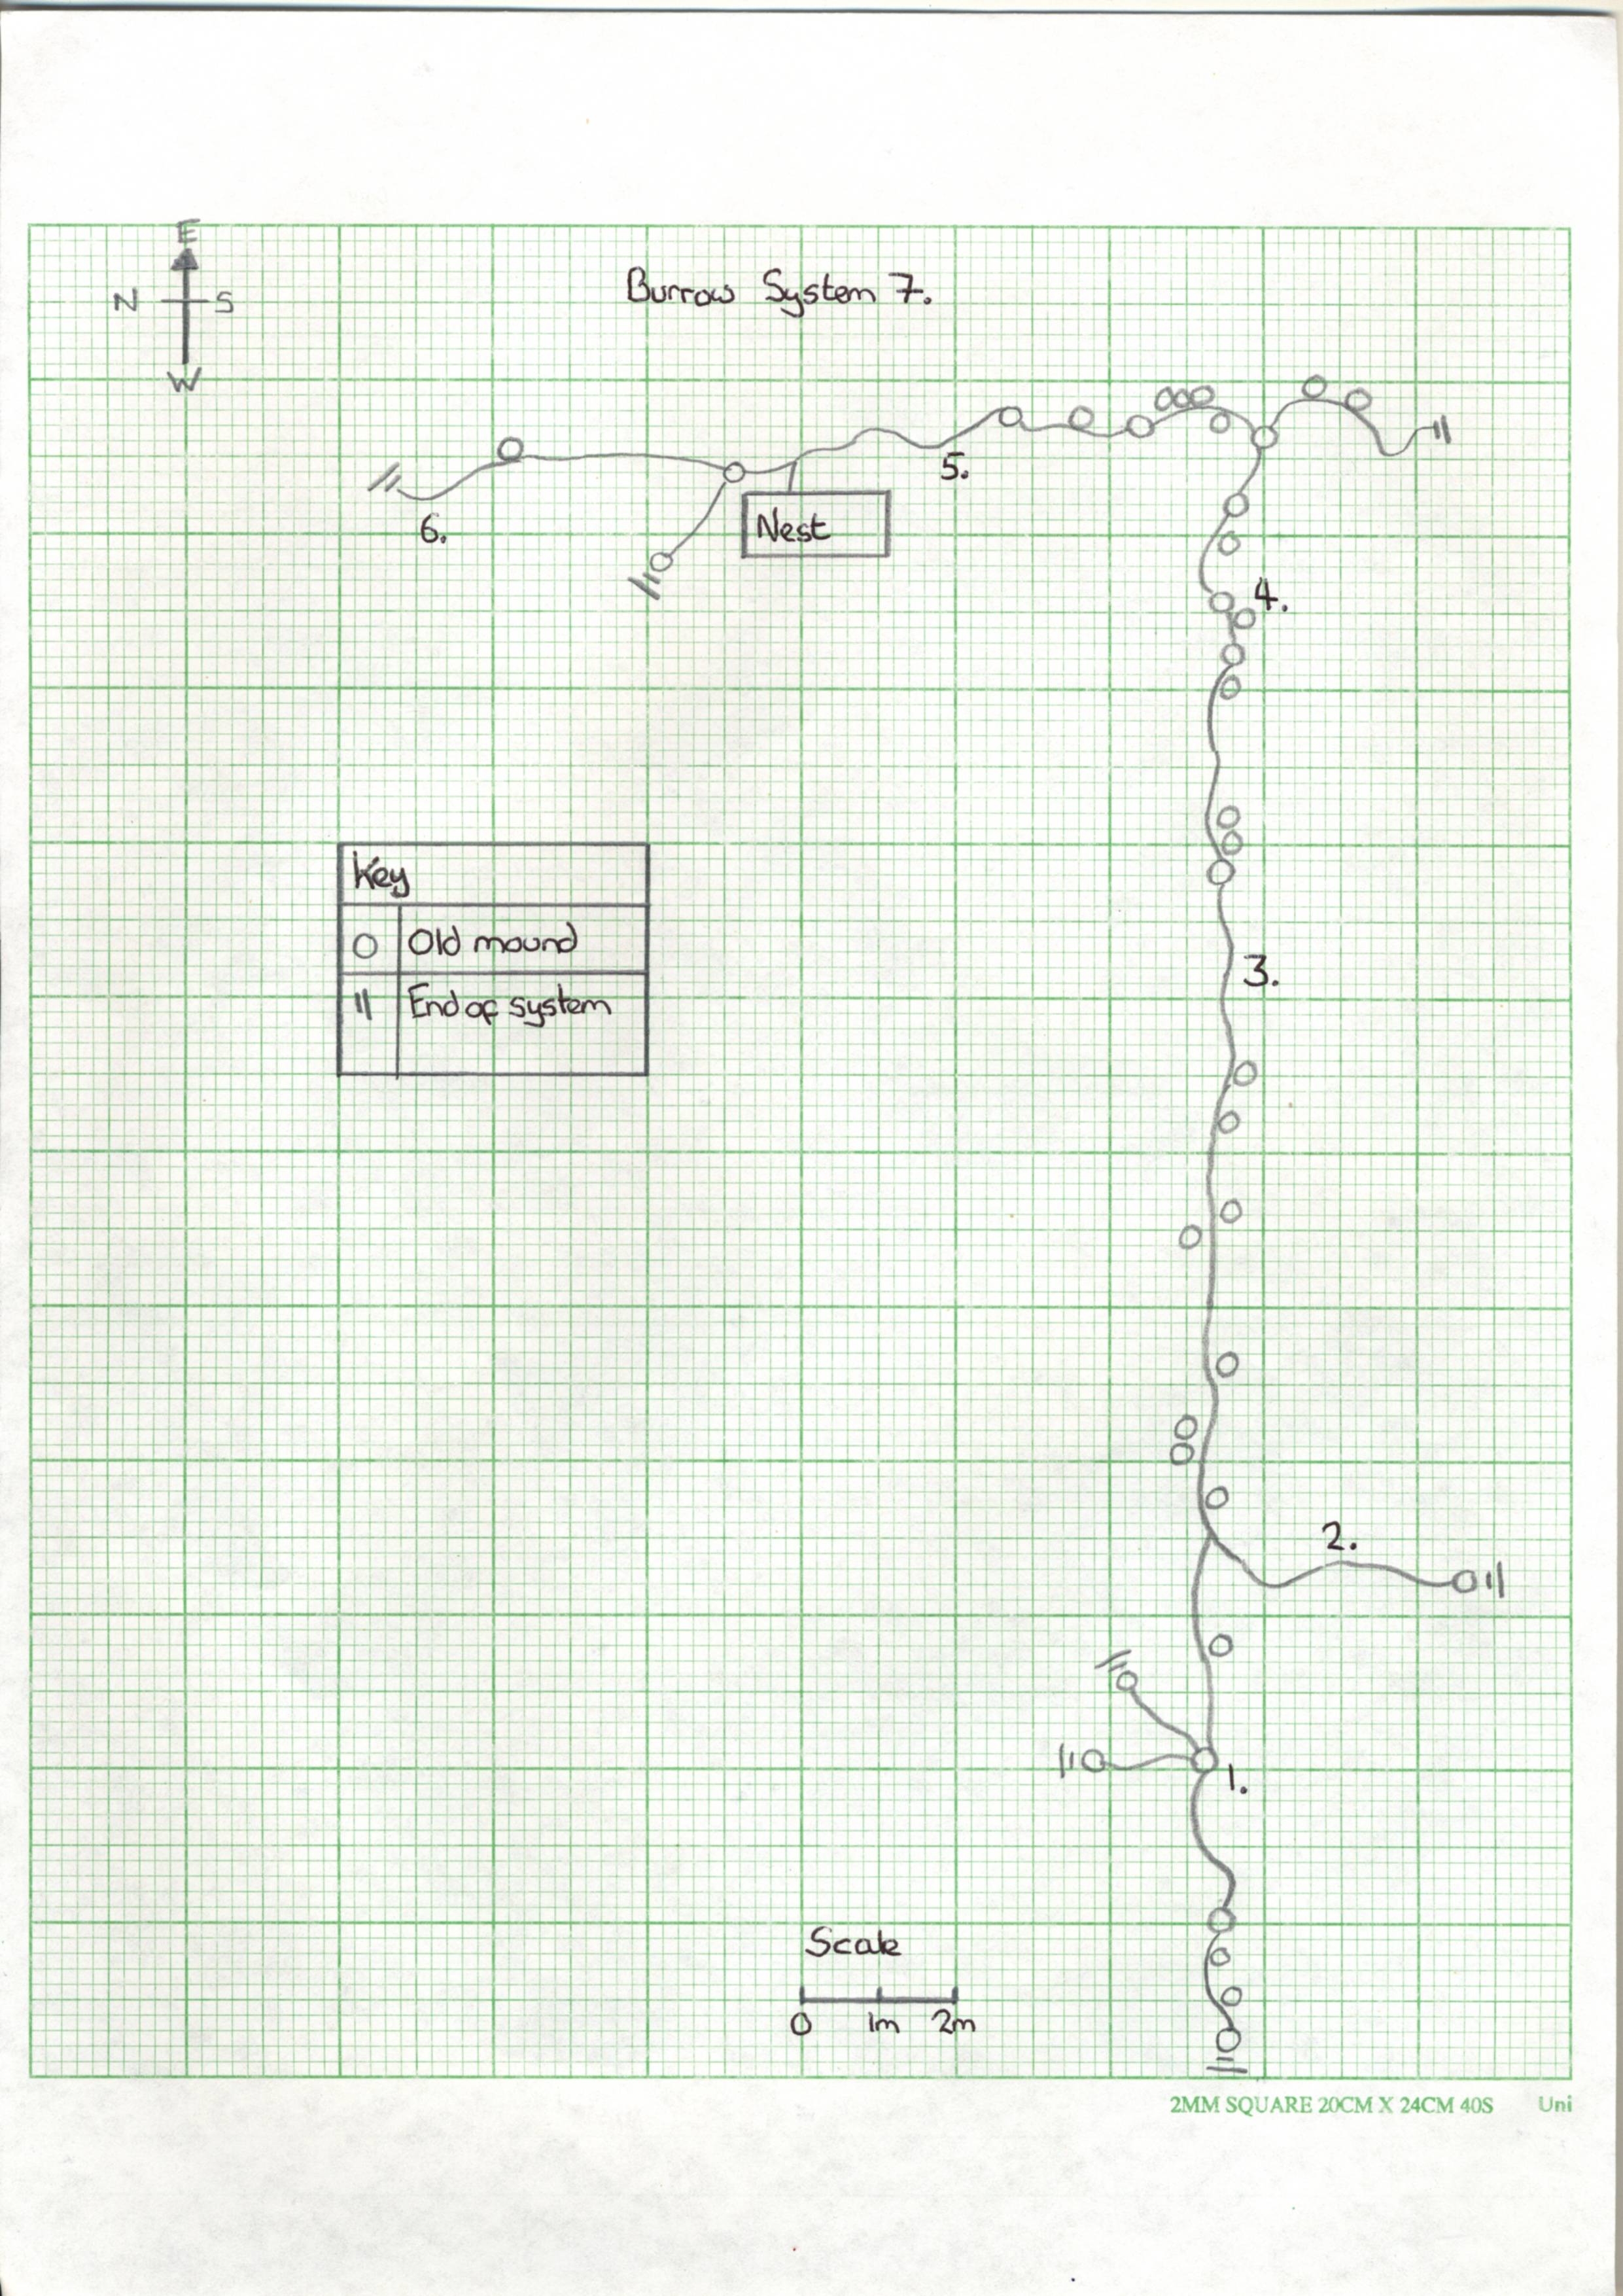 E
N S
W
Burrow System 7.
5.
6.
Nest
4.
Key
O Old mound
|| End of system
3.
2.
1.
Scale
0 1m 2m
2MM SQUARE 20CM X 24CM 40S Uni